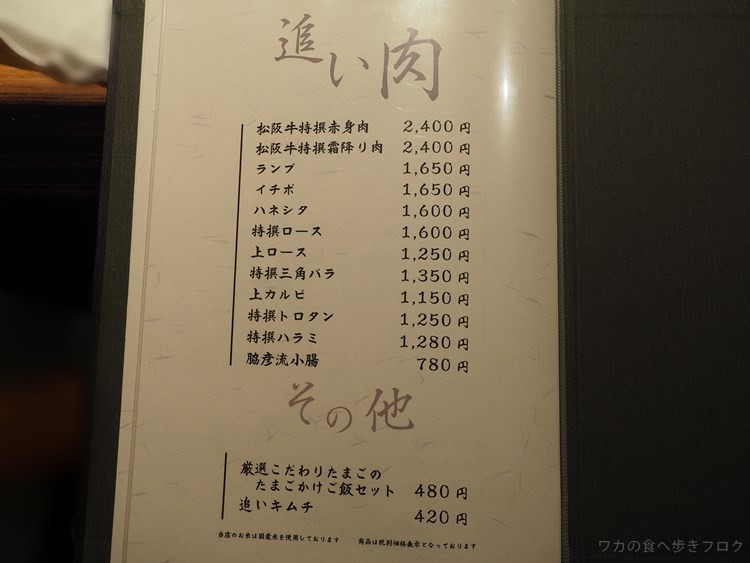 追い肉
松阪牛特撰赤身肉 2,400円
松阪牛特撰霜降り肉 2,400円
ランプ 1,650円
イチボ 1,650円
ハネシタ 1,600円
特撰ロース 1,600円
上ロース 1,250円
特撰三角バラ 1,350円
上カルビ 1,150円
特撰トロタン 1,250円
特撰ハラミ 1,280円
脇彦流小腸 780円
その他
厳選こだわりたまごの
たまごかけご飯セット 480円
追いキムチ 420円
当店のお米は国産米を使用しております 商品は税別価格表示となっております
ワカの食べ歩きブログ